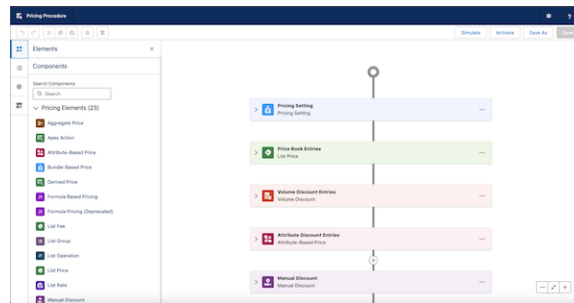 Pricing Procedure
?
Simulate
Activate
Save As
Save
Elements
×
Components
Search Components
Search
Pricing Elements (23)
Aggregate Price
Apex Action
Attribute-Based Price
Bundle-Based Price
Derived Price
Formula Based Pricing
Formula Pricing (Deprecated)
List Fee
List Group
List Operation
List Price
List Rate
Manual Discount
Pricing Setting
Pricing Setting
Price Book Entries
List Price
Volume Discount Entries
Volume Discount
Attribute Discount Entries
Attribute-Based Price
Manual Discount
Manual Discount